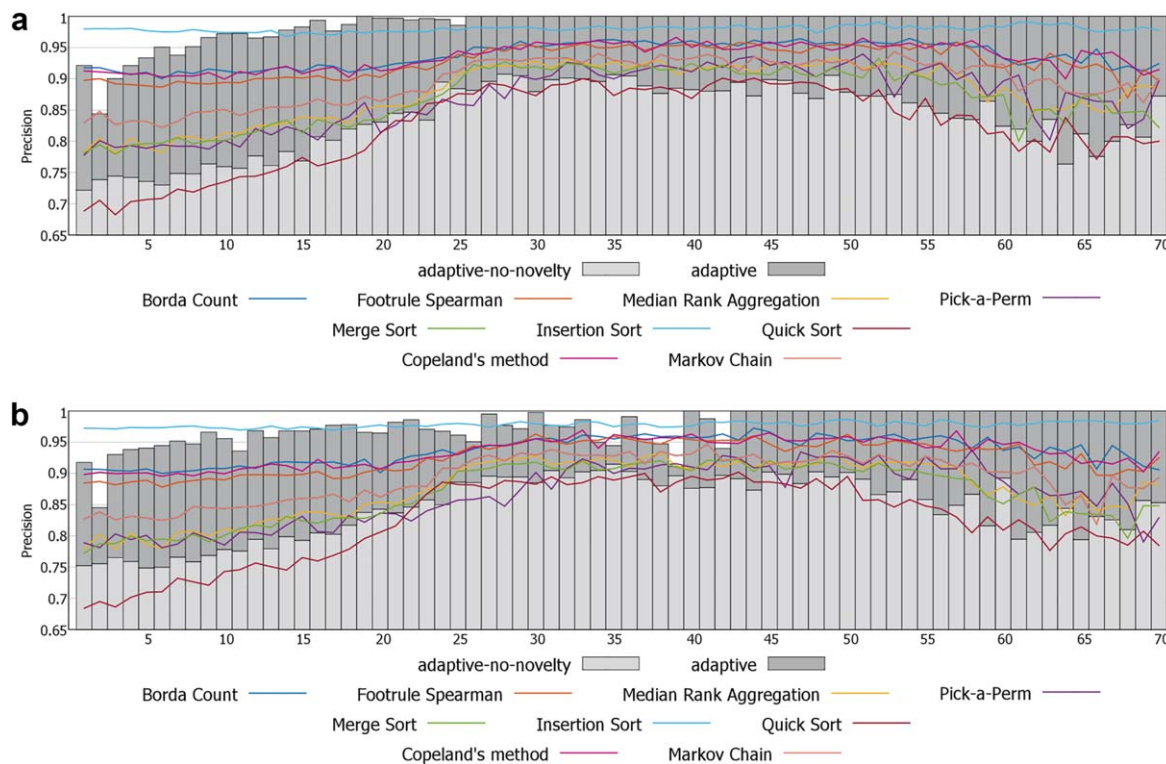 a
Precision
1
0.95
0.9
0.85
0.8
0.75
0.7
0.65
5 10 15 20 25 30 35 40 45 50 55 60 65 70
adaptive-no-novelty adaptive
Borda Count Footrule Spearman Median Rank Aggregation Pick-a-Perm
Merge Sort Insertion Sort Quick Sort
Copeland's method Markov Chain
b
Precision
1
0.95
0.9
0.85
0.8
0.75
0.7
0.65
5 10 15 20 25 30 35 40 45 50 55 60 65 70
adaptive-no-novelty adaptive
Borda Count Footrule Spearman Median Rank Aggregation Pick-a-Perm
Merge Sort Insertion Sort Quick Sort
Copeland's method Markov Chain